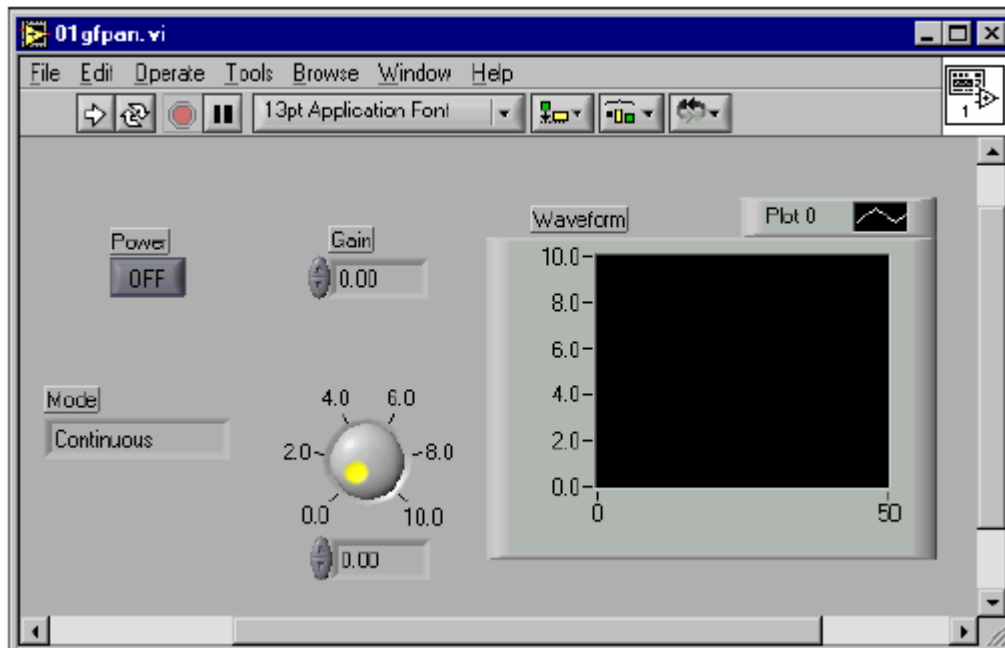 01gfpan.vi
File Edit Operate Tools Browse Window Help
13pt Application Font
1
Power
OFF
Gain
0.00
Waveform
Plot 0
10.0
8.0
6.0
4.0
2.0
0.0
0
50
Mode
Continuous
4.0
6.0
2.0
8.0
0.0
10.0
0.00